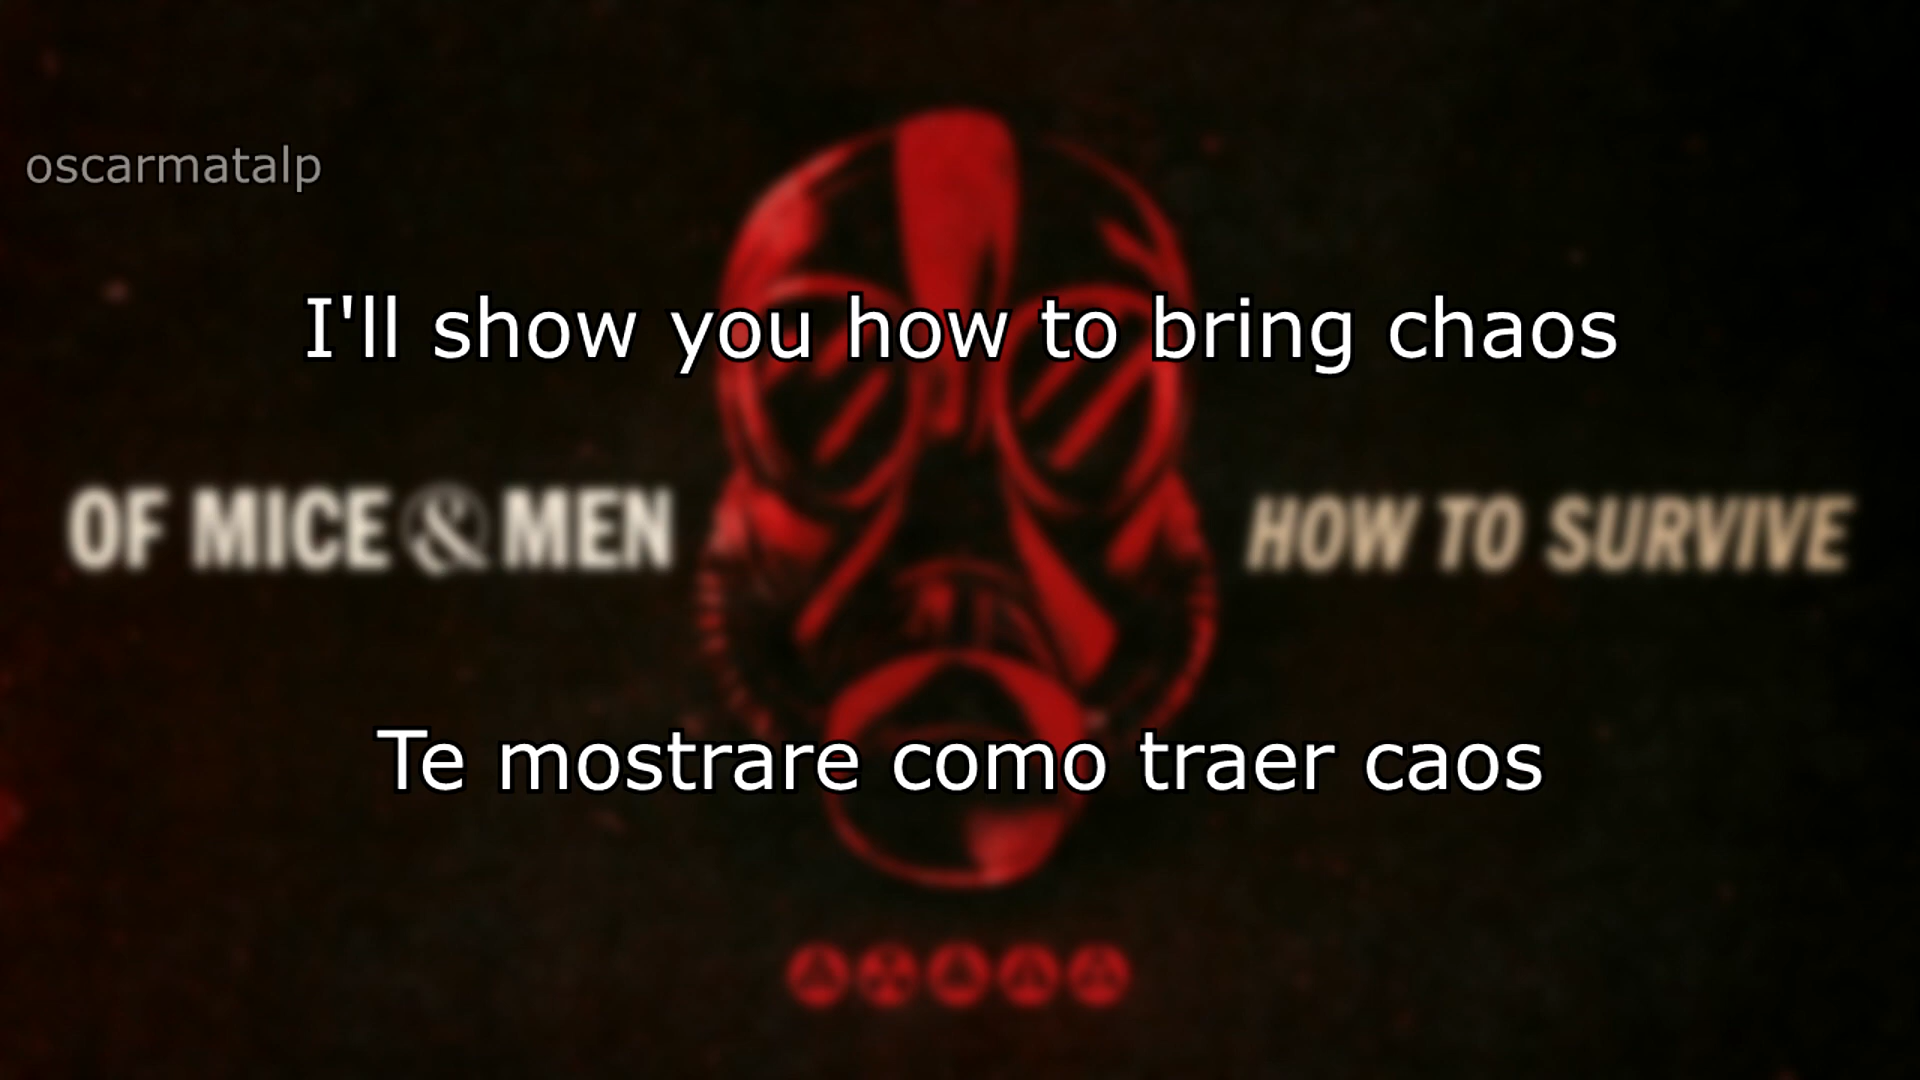 oscarmatalp
I'll show you how to bring chaos
OF MICE & MEN
HOW TO SURVIVE
Te mostrare como traer caos